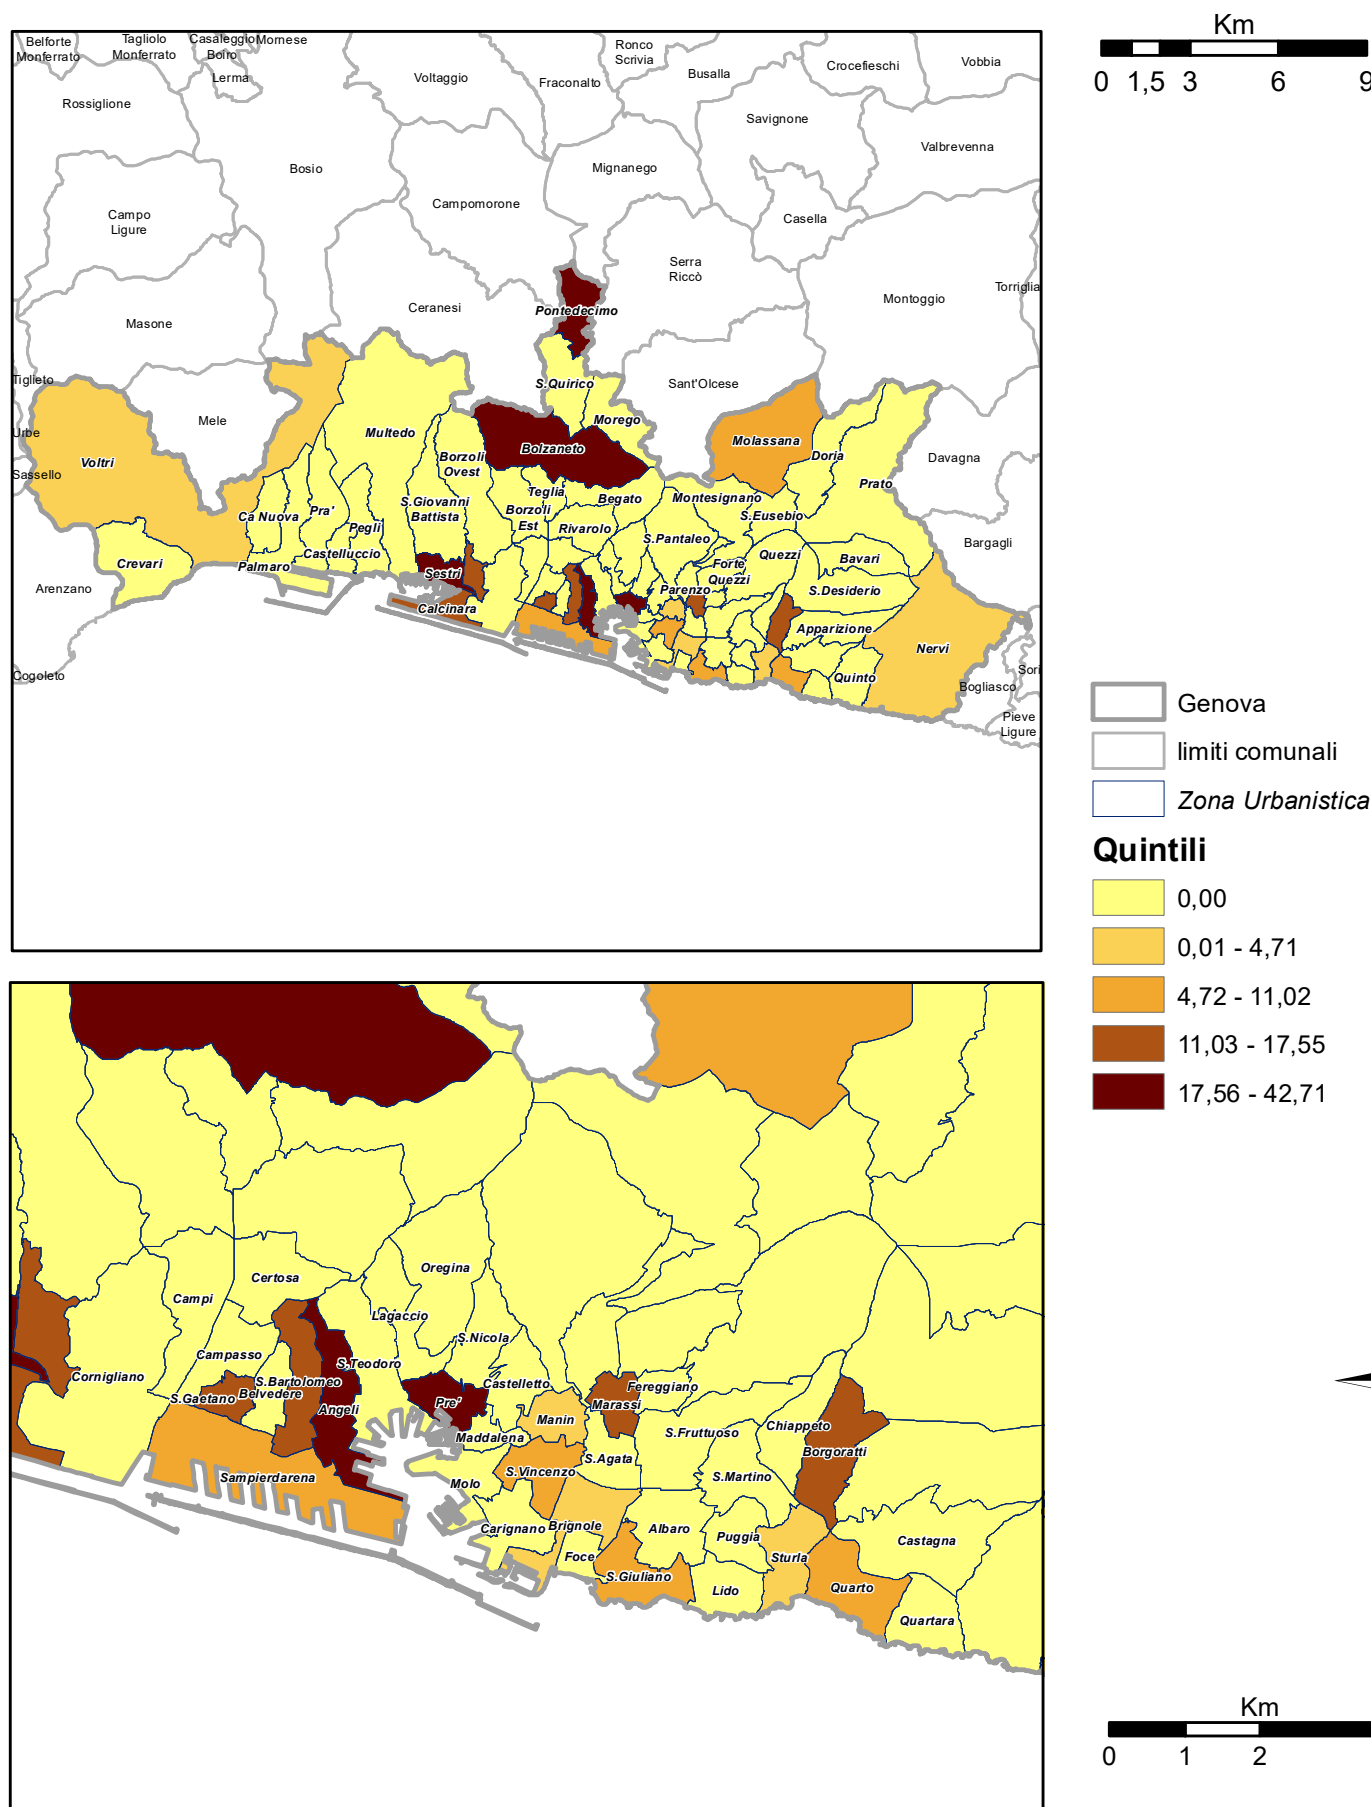 Km
0 1,5 3 6 9
Belforte
Monferrato
Tagliolo
Monferrato
Casaleggio
Boiro
Mornese
Lerma
Rossiglione
Voltaggio
Fraconalto
Ronco
Scrivia
Busalla
Crocefieschi
Vobbia
Savignone
Valbrevenna
Bosio
Mignanego
Campomorone
Casella
Campo
Ligure
Serra
Riccò
Torriglia
Montoggio
Ceranesi
Pontedecimo
Masone
Tiglieto
S.Quirico
Sant'Olcese
Mele
Morego
Urbe
Multedo
Molassana
Bolzaneto
Borzoli
Ovest
Doria
Davagna
Voltri
Sassello
Prato
Teglia
Begato
Montesignano
S.Giovanni
Battista
Ca Nuova
Pra'
Borzoli
Est
S.Eusebio
Pegli
Rivarolo
S.Pantaleo
Bargagli
Castelluccio
Quezzi
Bavari
Crevari
Palmaro
Forte
Quezzi
Sestri
Arenzano
Parenzo
S.Desiderio
Calcinara
Apparizione
Nervi
Cogoleto
Quinto
Sori
Bogliasco
Pieve
Ligure
Genova
limiti comunali
Zona Urbanistica
Quintili
0,00
0,01 - 4,71
4,72 - 11,02
11,03 - 17,55
17,56 - 42,71
Oregina
Certosa
Campi
Lagaccio
S.Nicola
Campasso
S.Teodoro
Cornigliano
S.Bartolomeo
Castelletto
Fereggiano
S.Gaetano
Belvedere
Pre'
Marassi
Angeli
Manin
Chiappeto
S.Fruttuoso
Maddalena
Borgoratti
S.Agata
Sampierdarena
S.Vincenzo
S.Martino
Molo
Carignano
Brignole
Albaro
Puggia
Castagna
Foce
Sturla
S.Giuliano
Lido
Quarto
Quartara
Km
0 1 2